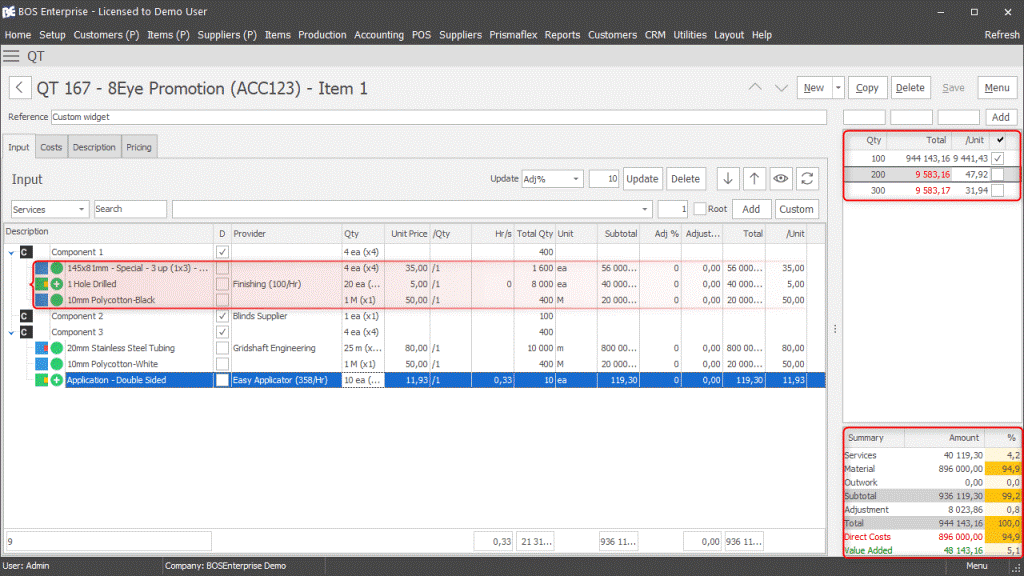 BOS Enterprise - Licensed to Demo User
Home Setup Customers (P) Items (P) Suppliers (P) Items Production Accounting POS Suppliers Prismaflex Reports Customers CRM Utilities Layout Help Refresh
QT
QT 167 - 8Eye Promotion (ACC123) - Item 1 New Copy Delete Save Menu
Reference Custom widget Add
Input Costs Description Pricing
Qty Total /Unit
100 944 143,16 9 441,43
200 9 583,16 47,92
300 9 583,17 31,94
Input Update Adj% 10 Update Delete
Services Search 1 Root Add Custom
Description D Provider Qty Unit Price /Qty Hr/s Total Qty Unit Subtotal Adj % Adjust... Total /Unit
C Component 1 4 ea (x4) 400
145x81mm - Special - 3 up (1x3) - ... 4 ea (x4) 35,00 /1 1 600 ea 56 000... 0 0,00 56 000... 35,00
1 Hole Drilled Finishing (100/Hr) 20 ea (... 5,00 /1 0 8 000 ea 40 000... 0 0,00 40 000... 5,00
10mm Polycotton-Black 1 M (x1) 50,00 /1 400 M 20 000... 0 0,00 20 000... 50,00
C Component 2 Blinds Supplier 1 ea (x1) 100
C Component 3 4 ea (x4) 400
20mm Stainless Steel Tubing Gridshaft Engineering 25 m (x... 80,00 /1 10 000 m 800 00... 0 0,00 800 00... 80,00
10mm Polycotton-White 1 M (x1) 50,00 /1 400 M 20 000... 0 0,00 20 000... 50,00
Application - Double Sided Easy Applicator (358/Hr) 10 ea (... 11,93 /1 0,33 10 ea 119,30 0 0,00 119,30 11,93
Summary Amount %
Services 40 119,30 4,2
Material 896 000,00 94,9
Outwork 0,00 0,0
Subtotal 936 119,30 99,2
Adjustment 8 023,86 0,8
Total 944 143,16 100,0
Direct Costs 896 000,00 94,9
Value Added 48 143,16 5,1
9 0,33 21 31... 936 11... 0,00 936 11...
User: Admin Company: BOSEnterprise Demo Menu